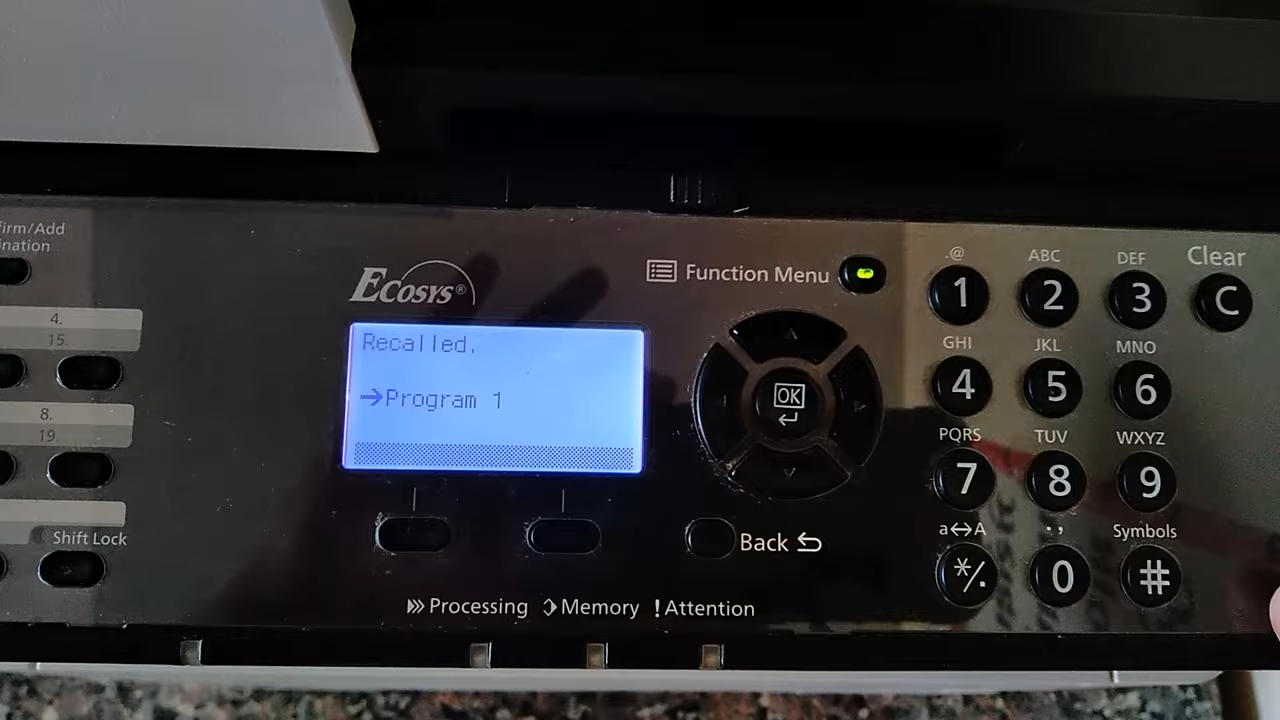 firm/Add
ination
4.
15.
8.
19.
Shift Lock
ECOSYS®
Recalled.
→Program 1
Function Menu
OK
Back
Processing Memory !Attention
.@ ABC DEF Clear
1 2 3 C
GHI JKL MNO
4 5 6
PQRS TUV WXYZ
7 8 9
a↔A ., Symbols
*/. 0 #